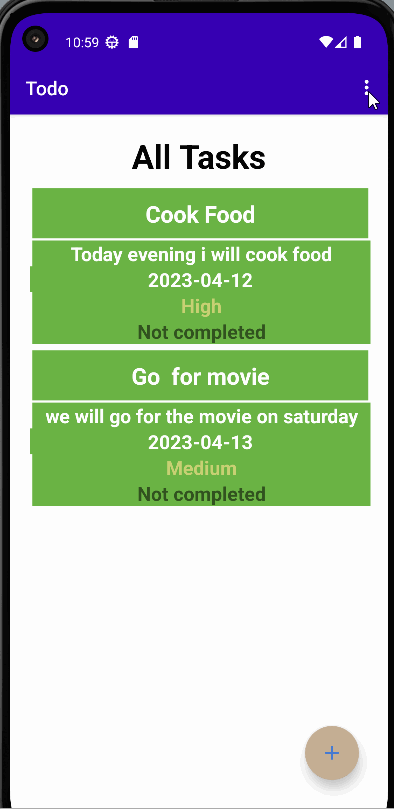 10:59
Todo
All Tasks
Cook Food
Today evening i will cook food
2023-04-12
High
Not completed
Go  for movie
we will go for the movie on saturday
2023-04-13
Medium
Not completed
+